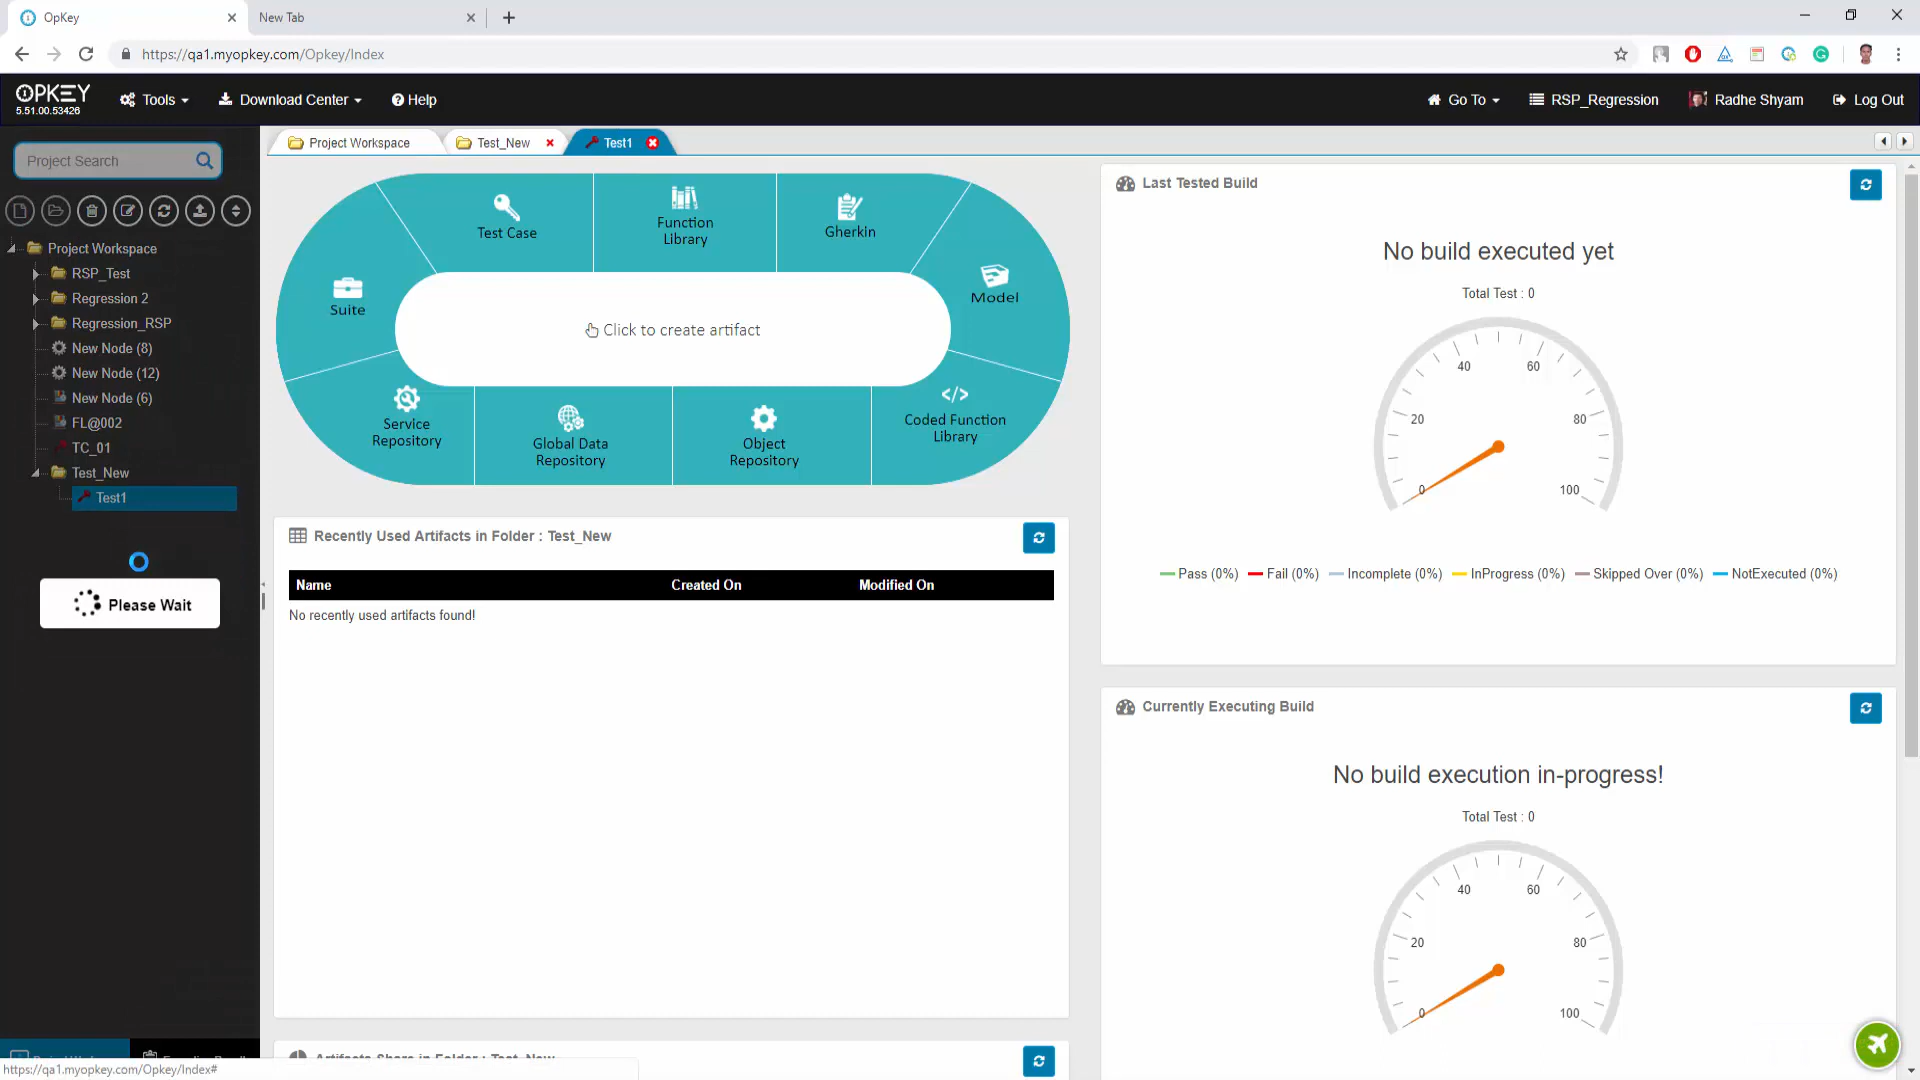 OpKey
New Tab
https://qa1.myopkey.com/Opkey/Index
OPKEY
5.51.00.53426
Tools
Download Center
Help
Go To
RSP_Regression
Radhe Shyam
Log Out
Project Search
Project Workspace
RSP_Test
Regression 2
Regression_RSP
New Node (8)
New Node (12)
New Node (6)
FL@002
TC_01
Test_New
Test1
Please Wait
Project Workspace
Test_New
Test1
Test Case
Function
Library
Gherkin
Suite
Model
Click to create artifact
Service
Repository
Global Data
Repository
Object
Repository
Coded Function
Library
Recently Used Artifacts in Folder : Test_New
Name Created On Modified On
No recently used artifacts found!
Artifacts Share in Folder : Test_New
Last Tested Build
No build executed yet
Total Test : 0
0 20 40 60 80 100
Pass (0%) Fail (0%) Incomplete (0%) InProgress (0%) Skipped Over (0%) NotExecuted (0%)
Currently Executing Build
No build execution in-progress!
Total Test : 0
0 20 40 60 80 100
https://qa1.myopkey.com/Opkey/Index#